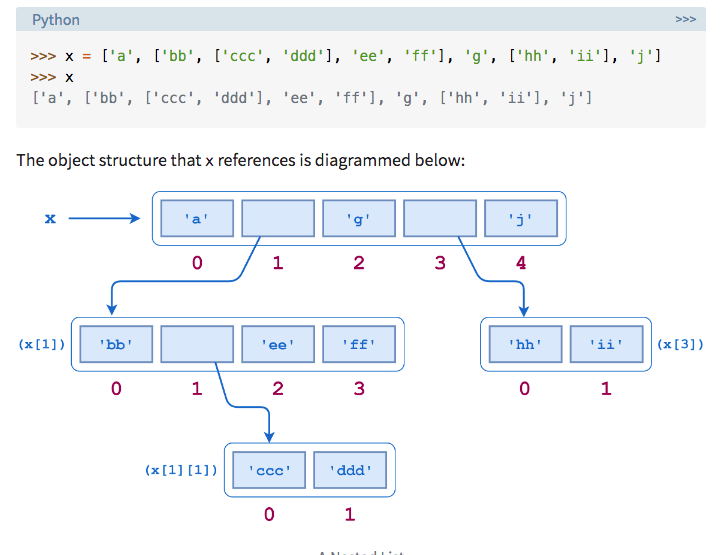 Python >>>
>>> x = ['a', ['bb', ['ccc', 'ddd'], 'ee', 'ff'], 'g', ['hh', 'ii'], 'j']
>>> x
['a', ['bb', ['ccc', 'ddd'], 'ee', 'ff'], 'g', ['hh', 'ii'], 'j']
The object structure that x references is diagrammed below:
x 'a' 'g' 'j'
0 1 2 3 4
(x[1]) 'bb' 'ee' 'ff' 'hh' 'ii' (x[3])
0 1 2 3 0 1
(x[1][1]) 'ccc' 'ddd'
0 1